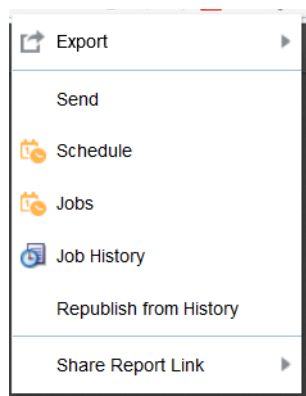 Export
Send
Schedule
Jobs
Job History
Republish from History
Share Report Link